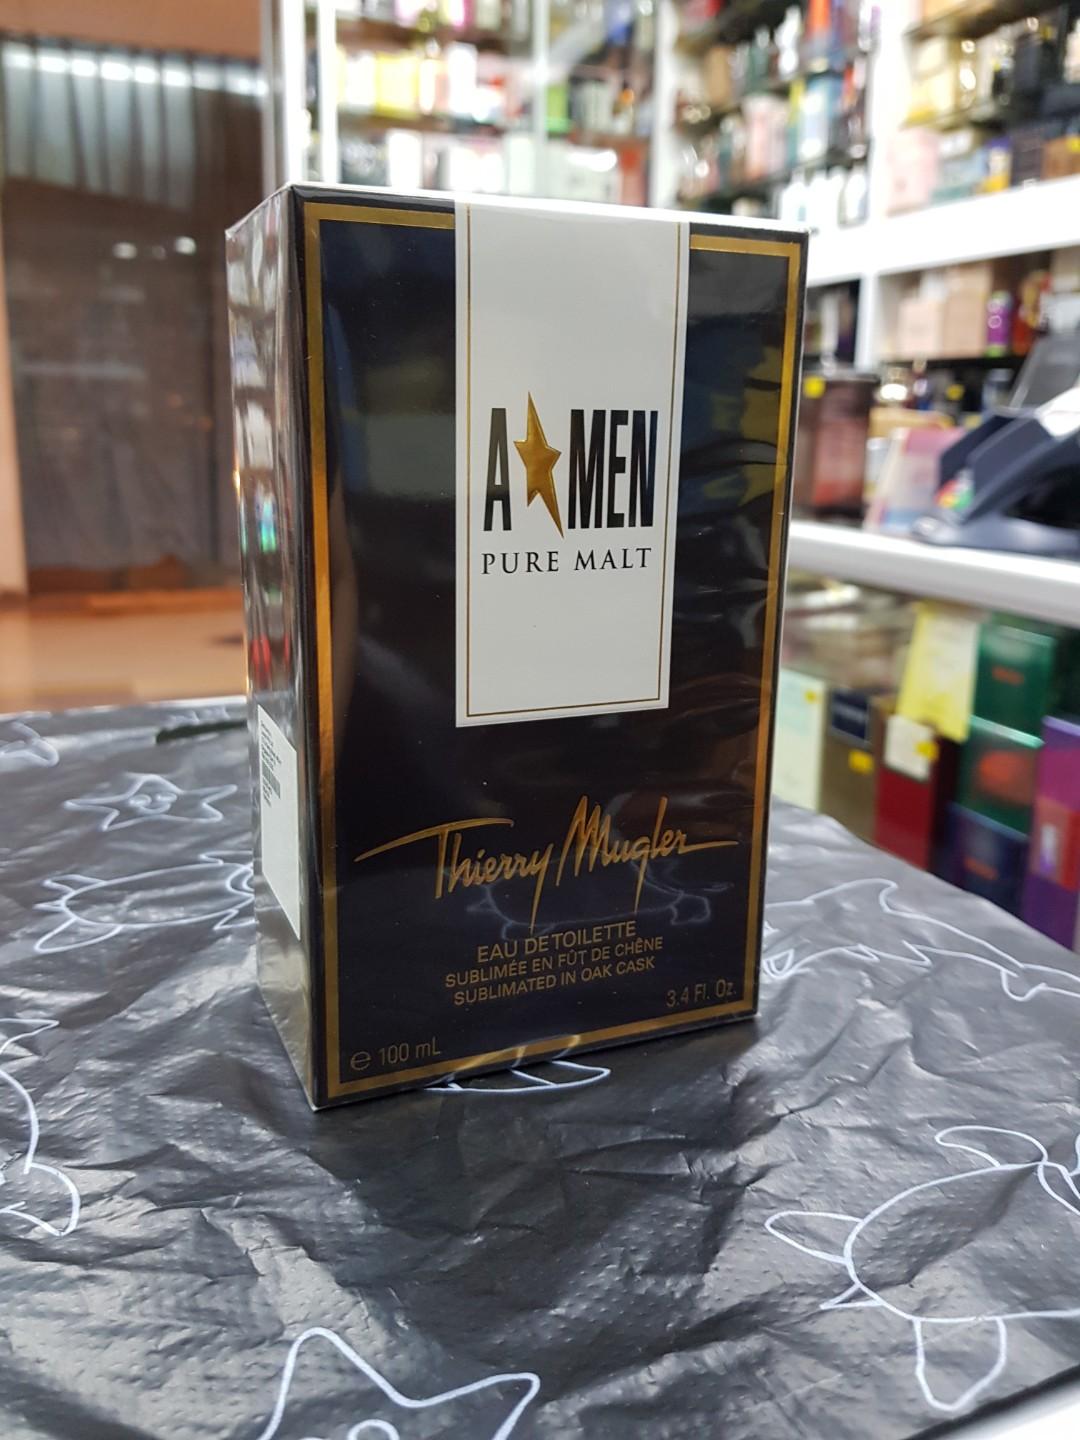 A★MEN
PURE MALT
Thierry Mugler
EAU DE TOILETTE
SUBLIMÉE EN FÛT DE CHÊNE
SUBLIMATED IN OAK CASK
3.4 Fl. Oz.
℮ 100 mL